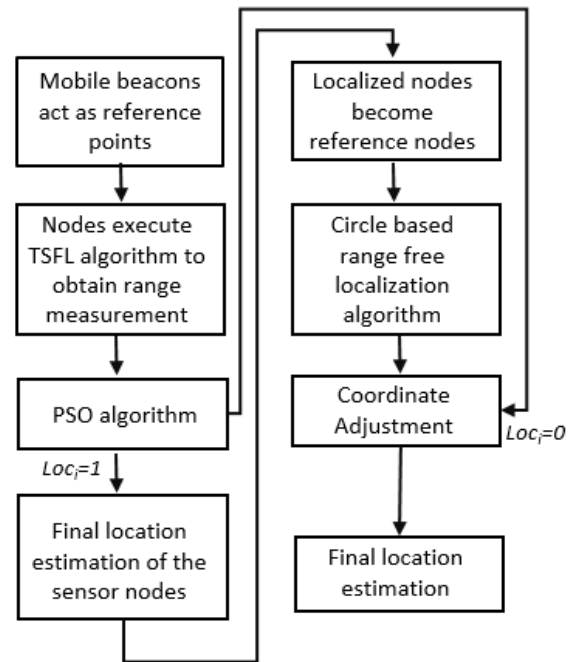 Mobile beacons
act as reference
points
Nodes execute
TSFL algorithm to
obtain range
measurement
PSO algorithm
Loci=1
Final location
estimation of the
sensor nodes
Localized nodes
become
reference nodes
Circle based
range free
localization
algorithm
Coordinate
Adjustment
Loci=0
Final location
estimation